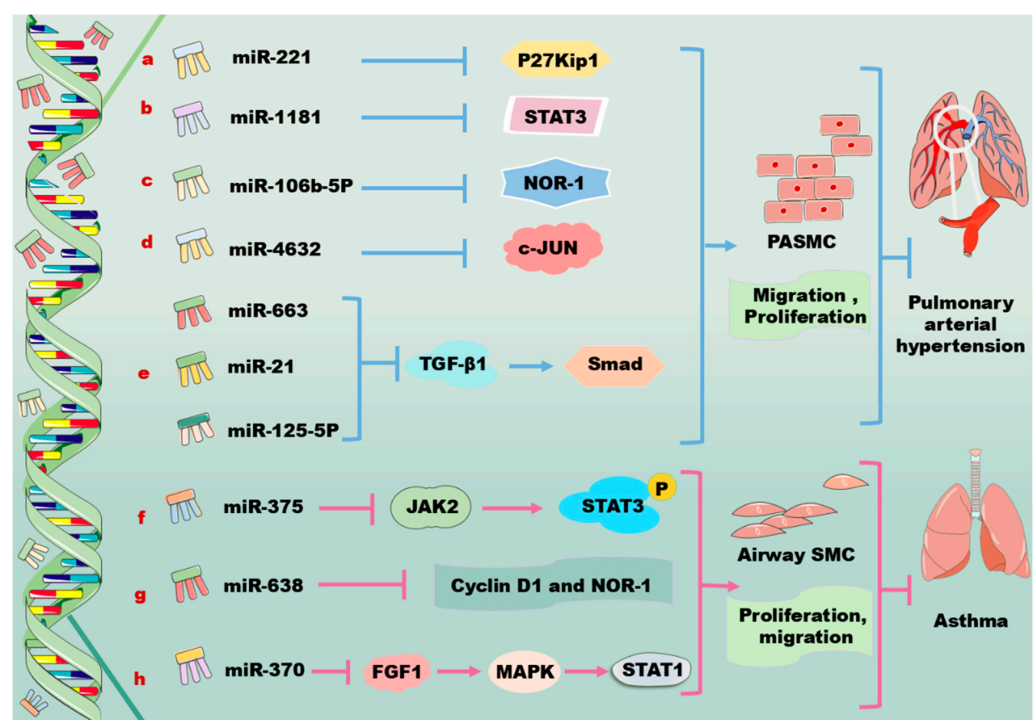 a miR-221 P27Kip1
b miR-1181 STAT3
c miR-106b-5P NOR-1
d miR-4632 c-JUN
miR-663
e miR-21 TGF-β1 Smad
miR-125-5P
PASMC
Migration ,
Proliferation
Pulmonary
arterial
hypertension
f miR-375 JAK2 STAT3 P
g miR-638 Cyclin D1 and NOR-1
h miR-370 FGF1 MAPK STAT1
Airway SMC
Proliferation,
migration
Asthma